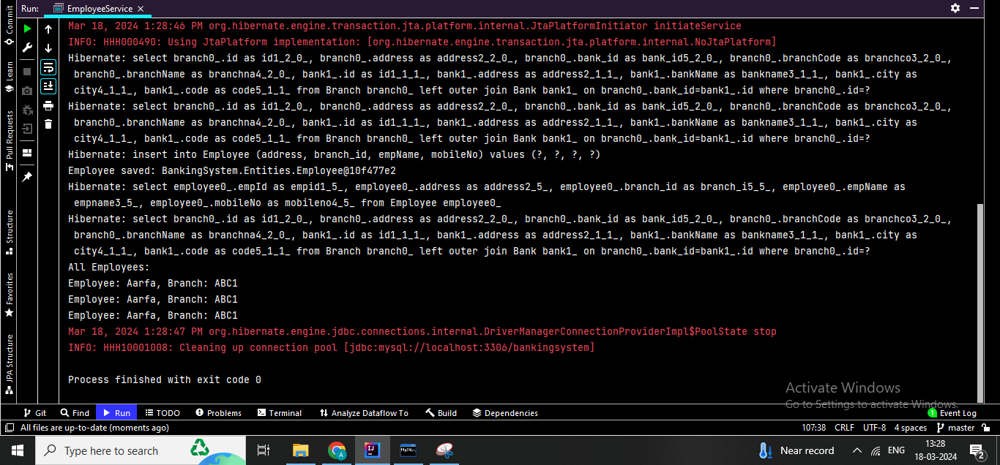 Run: EmployeeService ×
Mar 18, 2024 1:28:46 PM org.hibernate.engine.transaction.jta.platform.internal.JtaPlatformInitiator initiateService
INFO: HHH000490: Using JtaPlatform implementation: [org.hibernate.engine.transaction.jta.platform.internal.NoJtaPlatform]
Hibernate: select branch0_.id as id1_2_0_, branch0_.address as address2_2_0_, branch0_.bank_id as bank_id5_2_0_, branch0_.branchCode as branchco3_2_0_,
branch0_.branchName as branchna4_2_0_, bank1_.id as id1_1_1_, bank1_.address as address2_1_1_, bank1_.bankName as bankname3_1_1_, bank1_.city as
city4_1_1_, bank1_.code as code5_1_1_ from Branch branch0_ left outer join Bank bank1_ on branch0_.bank_id=bank1_.id where branch0_.id=?
Hibernate: select branch0_.id as id1_2_0_, branch0_.address as address2_2_0_, branch0_.bank_id as bank_id5_2_0_, branch0_.branchCode as branchco3_2_0_,
branch0_.branchName as branchna4_2_0_, bank1_.id as id1_1_1_, bank1_.address as address2_1_1_, bank1_.bankName as bankname3_1_1_, bank1_.city as
city4_1_1_, bank1_.code as code5_1_1_ from Branch branch0_ left outer join Bank bank1_ on branch0_.bank_id=bank1_.id where branch0_.id=?
Hibernate: insert into Employee (address, branch_id, empName, mobileNo) values (?, ?, ?, ?)
Employee saved: BankingSystem.Entities.Employee@10f477e2
Hibernate: select employee0_.empId as empid1_5_, employee0_.address as address2_5_, employee0_.branch_id as branch_i5_5_, employee0_.empName as
empname3_5_, employee0_.mobileNo as mobileno4_5_ from Employee employee0_
Hibernate: select branch0_.id as id1_2_0_, branch0_.address as address2_2_0_, branch0_.bank_id as bank_id5_2_0_, branch0_.branchCode as branchco3_2_0_,
branch0_.branchName as branchna4_2_0_, bank1_.id as id1_1_1_, bank1_.address as address2_1_1_, bank1_.bankName as bankname3_1_1_, bank1_.city as
city4_1_1_, bank1_.code as code5_1_1_ from Branch branch0_ left outer join Bank bank1_ on branch0_.bank_id=bank1_.id where branch0_.id=?
All Employees:
Employee: Aarfa, Branch: ABC1
Employee: Aarfa, Branch: ABC1
Employee: Aarfa, Branch: ABC1
Mar 18, 2024 1:28:47 PM org.hibernate.engine.jdbc.connections.internal.DriverManagerConnectionProviderImpl$PoolState stop
INFO: HHH10001008: Cleaning up connection pool [jdbc:mysql://localhost:3306/bankingsystem]
Process finished with exit code 0
Commit
Learn
Pull Requests
Structure
Favorites
JPA Structure
Activate Windows
Go to Settings to activate Windows.
Git Find Run TODO Problems Terminal Analyze Dataflow To Build Dependencies 1 Event Log
All files are up-to-date (moments ago) 107:38 CRLF UTF-8 4 spaces master
Type here to search IJ MySQL A Near record ENG 13:28
18-03-2024 2